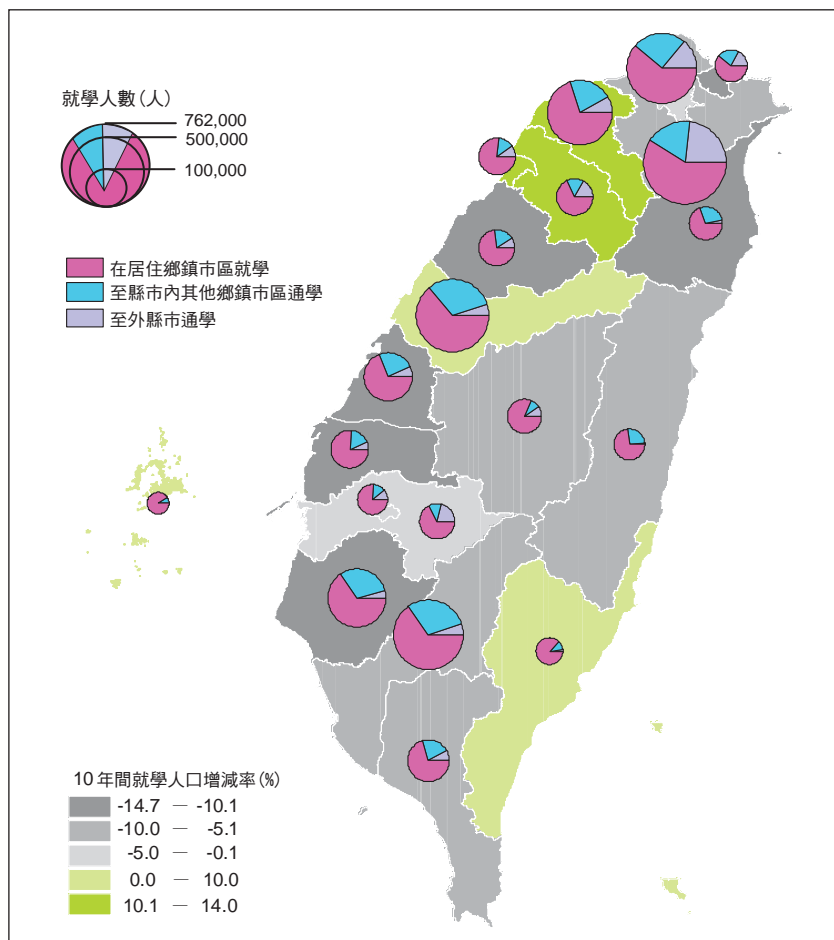 就學人數(人)
762,000
500,000
100,000
在居住鄉鎮市區就學
至縣市內其他鄉鎮市區通學
至外縣市通學
10年間就學人口增減率(%)
-14.7 － -10.1
-10.0 － -5.1
-5.0 － -0.1
0.0 － 10.0
10.1 － 14.0